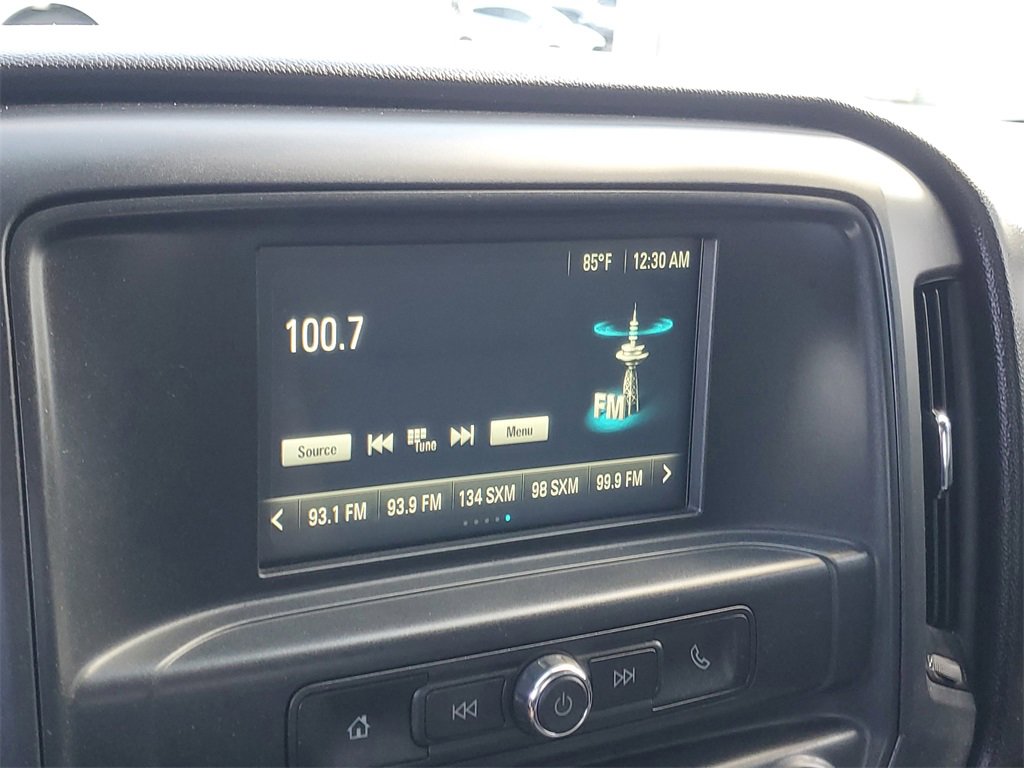 85°F 12:30 AM
100.7
FM
Source Tune Menu
93.1 FM 93.9 FM 134 SXM 98 SXM 99.9 FM